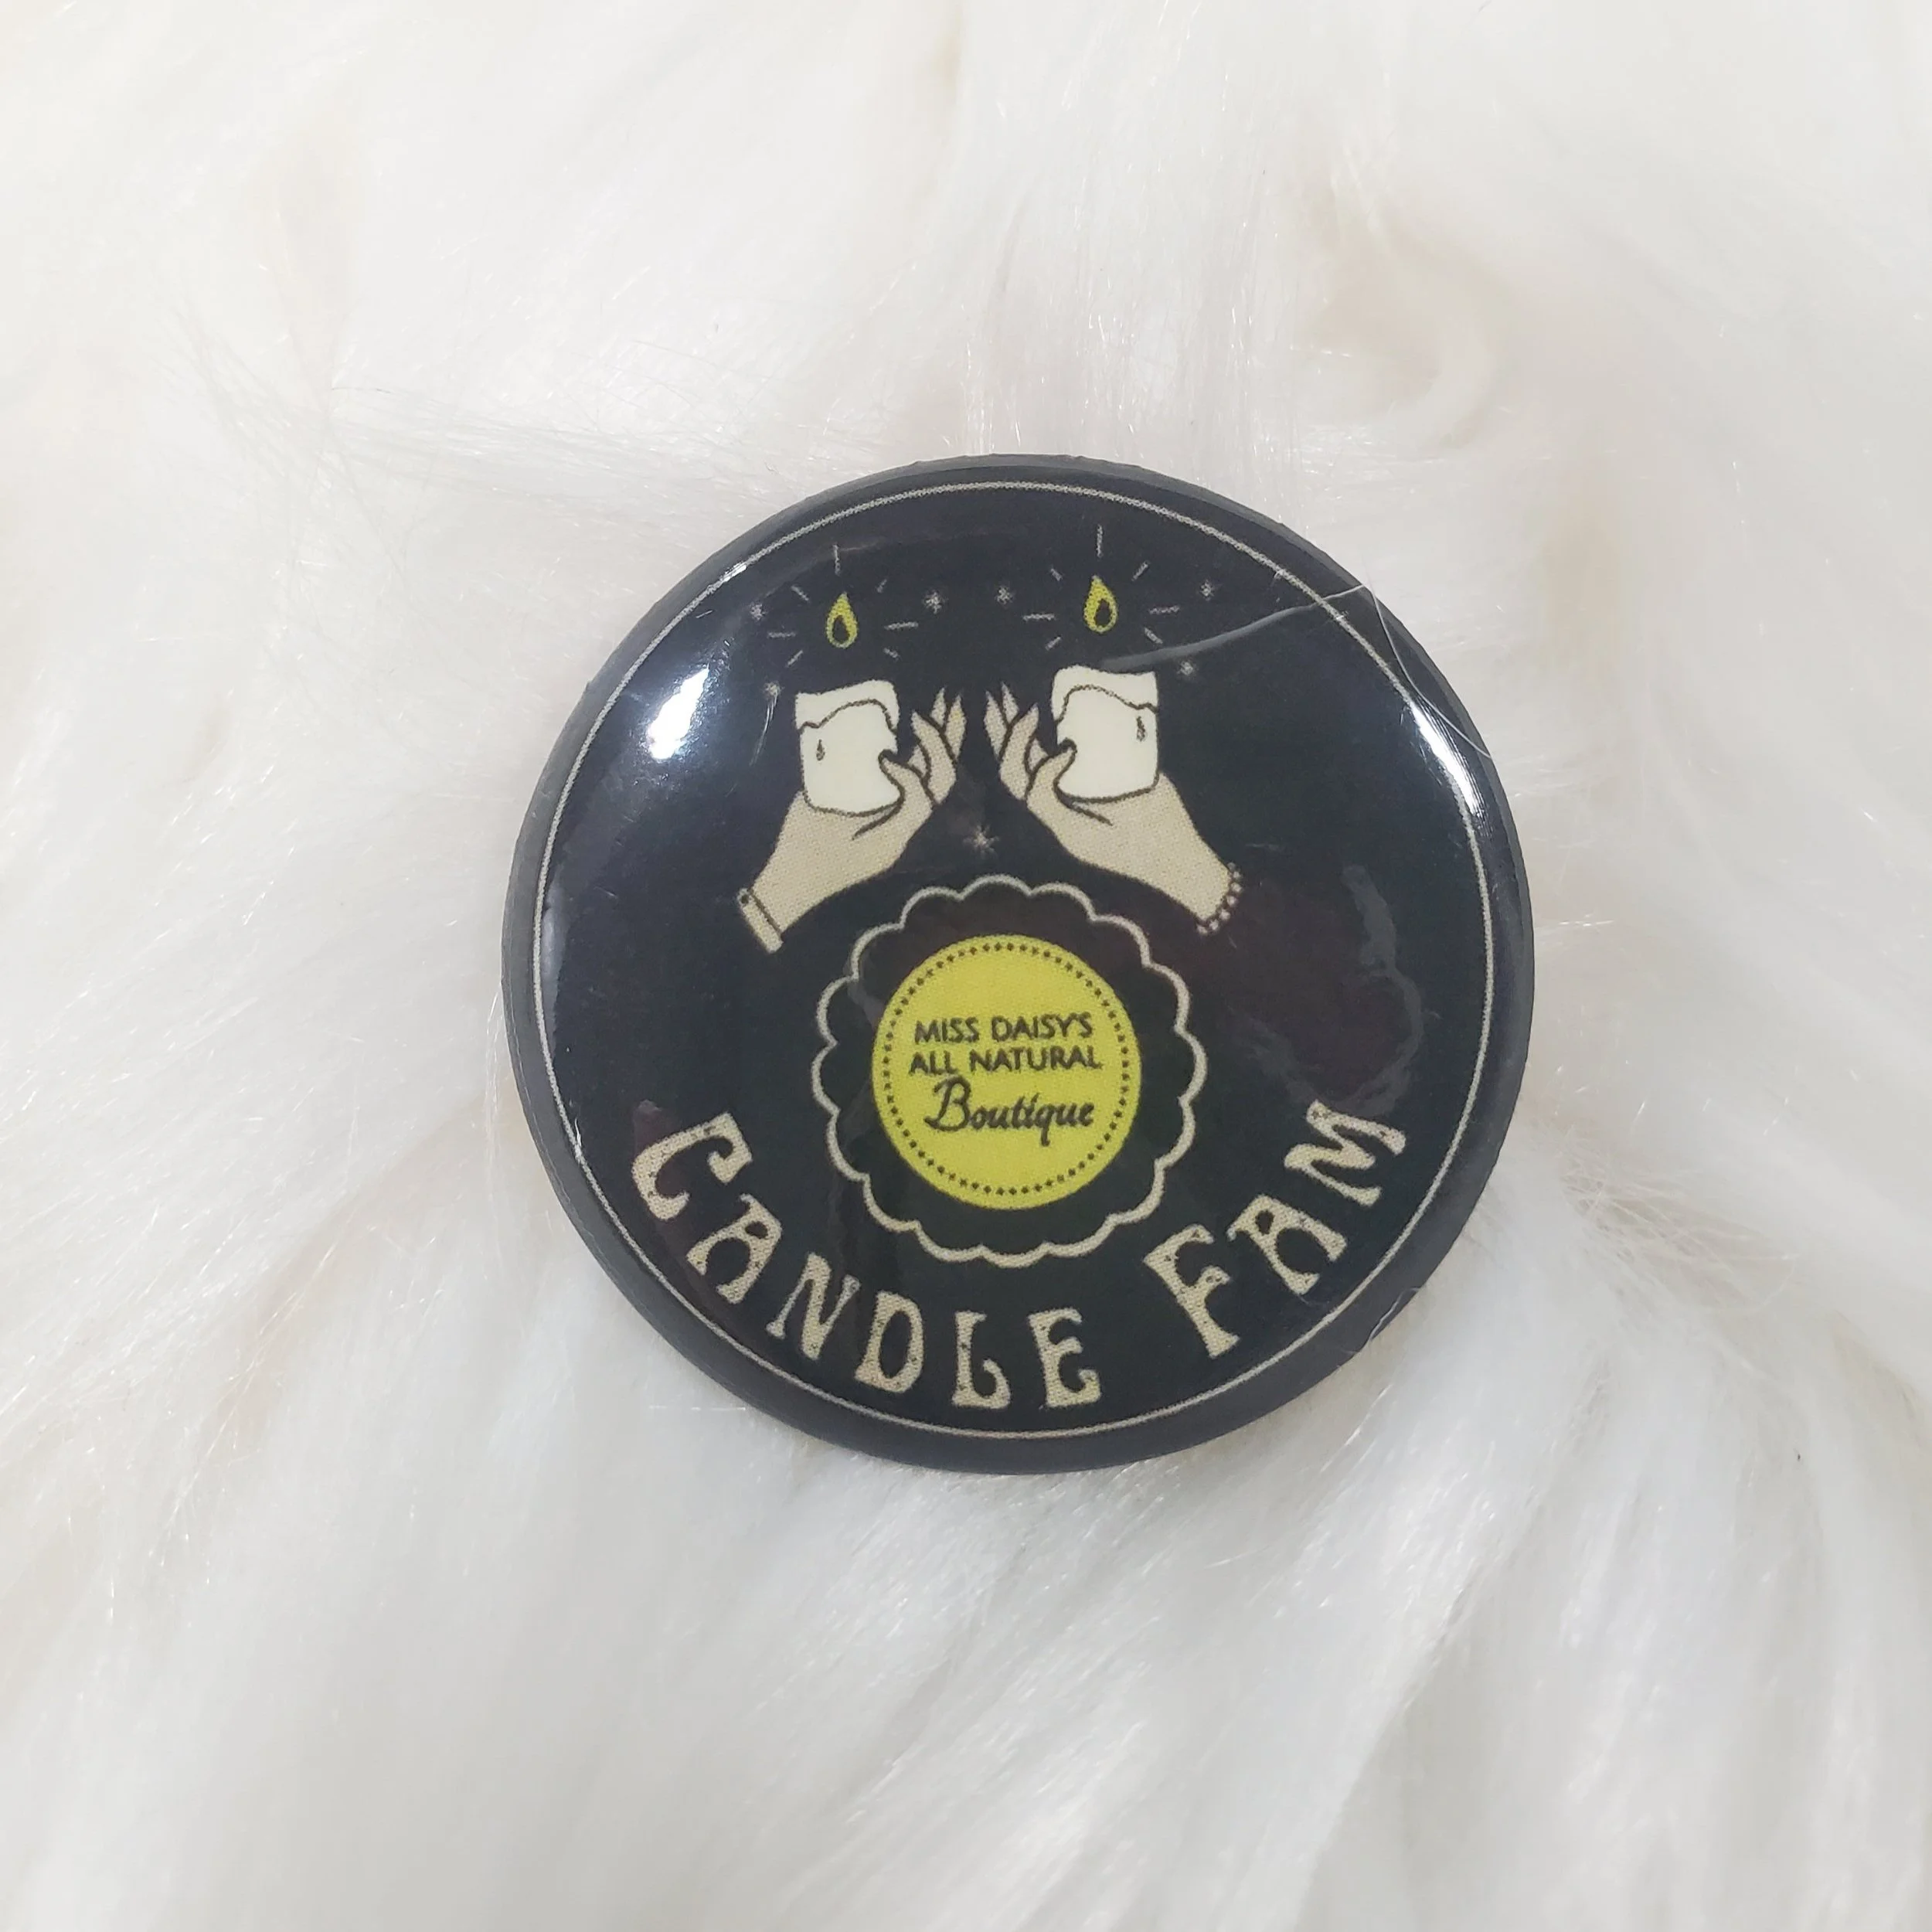 MISS DAISY'S
ALL NATURAL
Boutique
CANDLE FAM